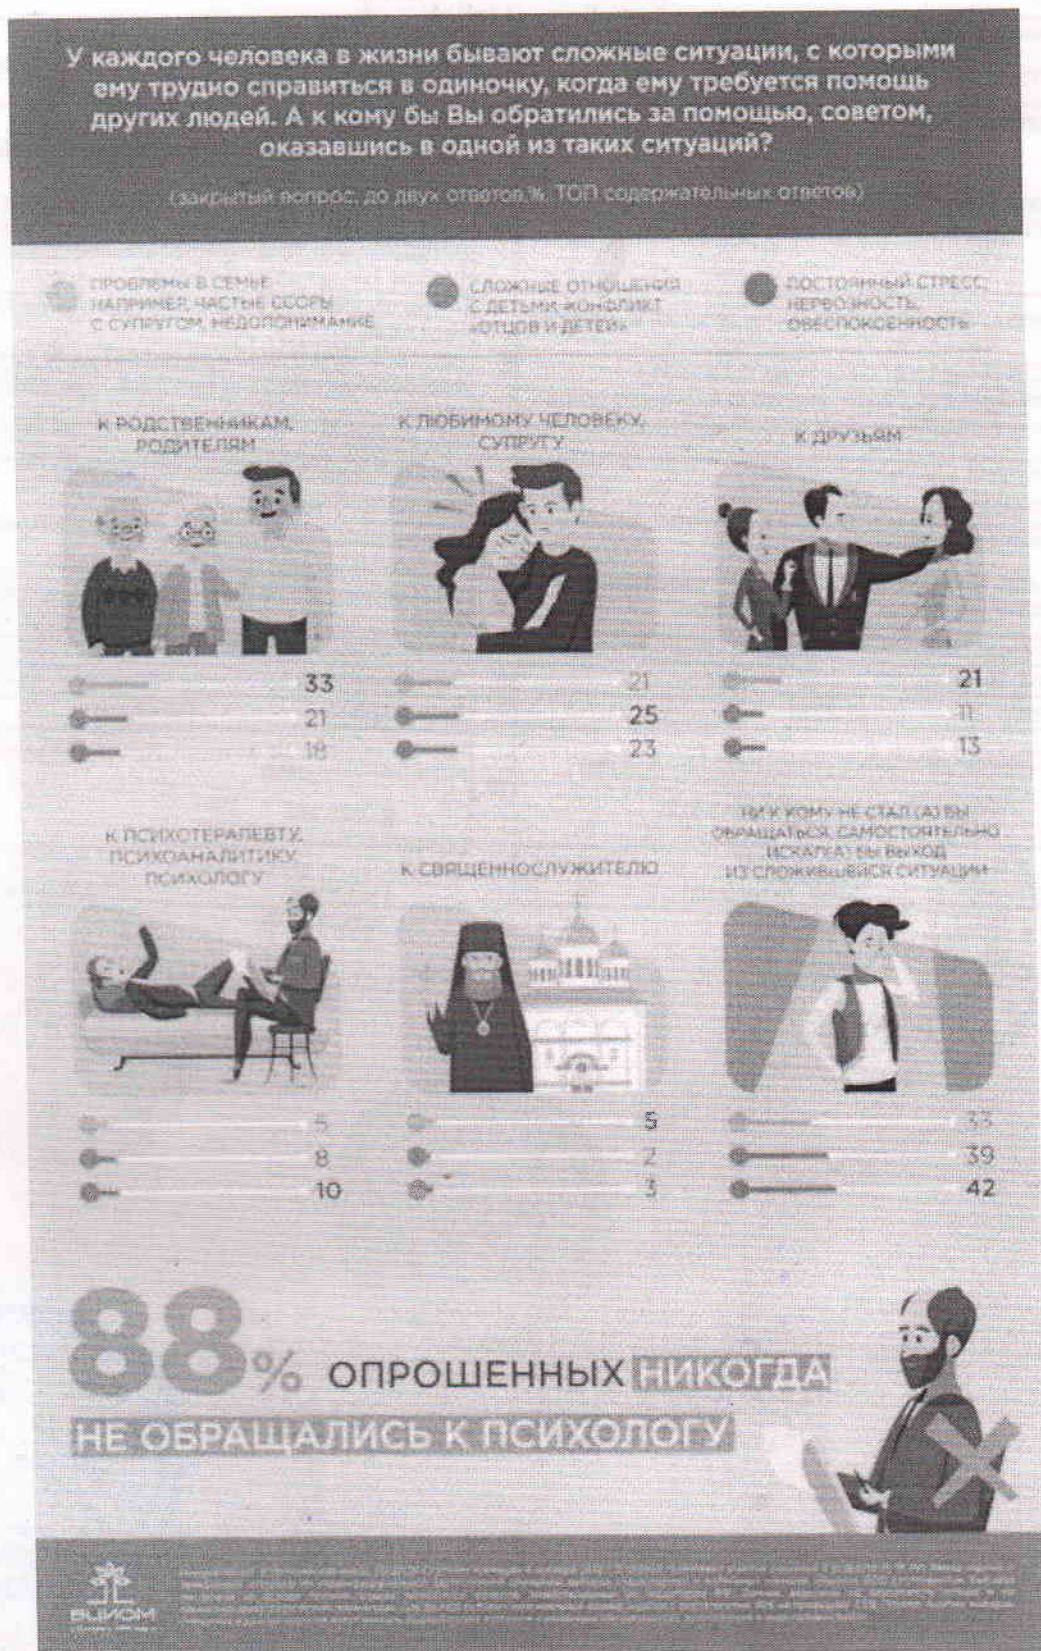 У каждого человека в жизни бывают сложные ситуации, с которыми
ему трудно справиться в одиночку, когда ему требуется помощь
других людей. А к кому бы Вы обратились за помощью, советом,
оказавшись в одной из таких ситуаций?
(закрытый вопрос, до двух ответов, %, ТОП содержательных ответов)
ПРОБЛЕМЫ В СЕМЬЕ,
НАПРИМЕР, ЧАСТЫЕ ССОРЫ
С СУПРУГОМ, НЕДОПОНИМАНИЕ
СЛОЖНЫЕ ОТНОШЕНИЯ
С ДЕТЬМИ, КОНФЛИКТ
«ОТЦОВ И ДЕТЕЙ»
ПОСТОЯННЫЙ СТРЕСС,
НЕРВОЗНОСТЬ,
ОБЕСПОКОЕННОСТЬ
К РОДСТВЕННИКАМ,
РОДИТЕЛЯМ
33
21
18
К ЛЮБИМОМУ ЧЕЛОВЕКУ,
СУПРУГУ
21
25
23
К ДРУЗЬЯМ
21
11
13
К ПСИХОТЕРАПЕВТУ,
ПСИХОАНАЛИТИКУ,
ПСИХОЛОГУ
5
8
10
К СВЯЩЕННОСЛУЖИТЕЛЮ
5
2
3
НИ К КОМУ НЕ СТАЛ(А) БЫ
ОБРАЩАТЬСЯ, САМОСТОЯТЕЛЬНО
ИСКАЛ(А) БЫ ВЫХОД
ИЗ СЛОЖИВШЕЙСЯ СИТУАЦИИ
33
39
42
88% ОПРОШЕННЫХ НИКОГДА
НЕ ОБРАЩАЛИСЬ К ПСИХОЛОГУ
ВЦИОМ